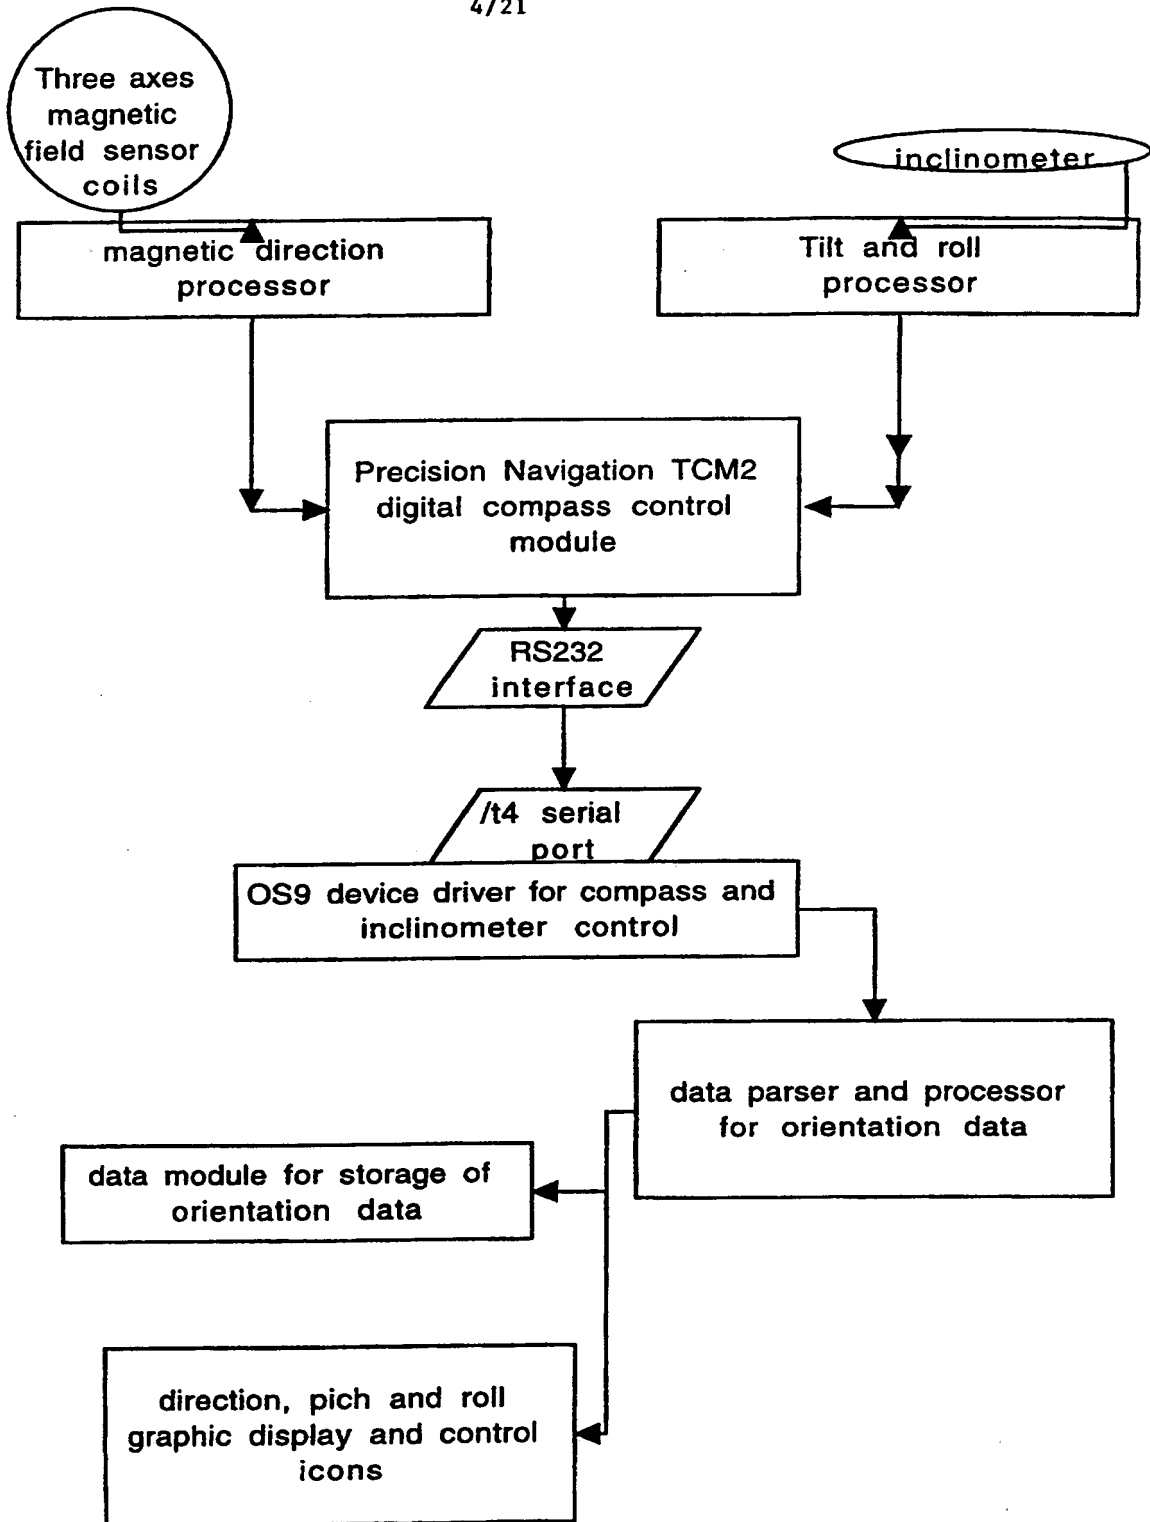 4/21
Three axes
magnetic
field sensor
coils
inclinometer
magnetic direction
processor
Tilt and roll
processor
Precision Navigation TCM2
digital compass control
module
RS232
interface
/t4 serial
port
OS9 device driver for compass and
inclinometer control
data parser and processor
for orientation data
data module for storage of
orientation data
direction, pich and roll
graphic display and control
icons